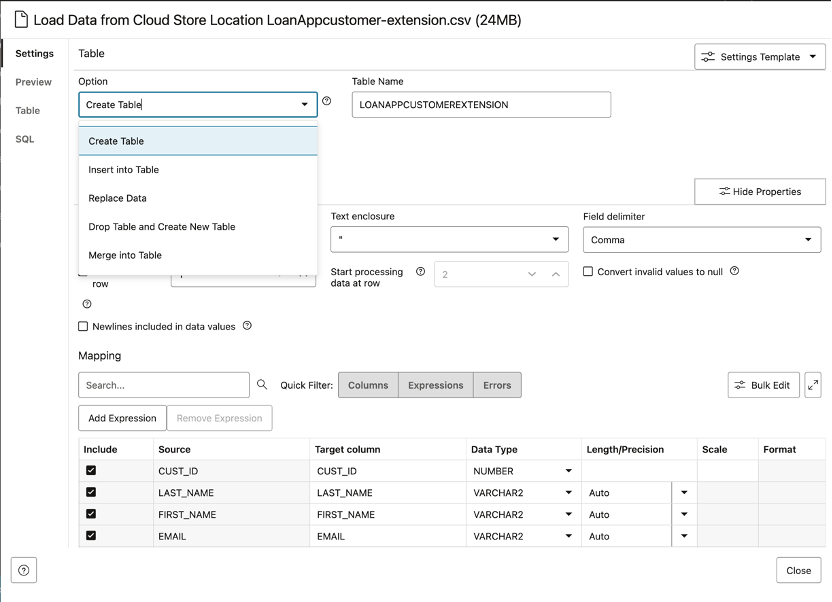 Load Data from Cloud Store Location LoanAppcustomer-extension.csv (24MB)
Settings
Preview
Table
SQL
Table
Settings Template
Option
Table Name
Create Table
LOANAPPCUSTOMEREXTENSION
Create Table
Insert into Table
Replace Data
Drop Table and Create New Table
Merge into Table
Hide Properties
Text enclosure
Field delimiter
"
Comma
row
Start processing
data at row
2
Convert invalid values to null
Newlines included in data values
Mapping
Search...
Quick Filter:
Columns
Expressions
Errors
Bulk Edit
Add Expression
Remove Expression
Include Source Target column Data Type Length/Precision Scale Format
CUST_ID CUST_ID NUMBER
LAST_NAME LAST_NAME VARCHAR2 Auto
FIRST_NAME FIRST_NAME VARCHAR2 Auto
EMAIL EMAIL VARCHAR2 Auto
Close